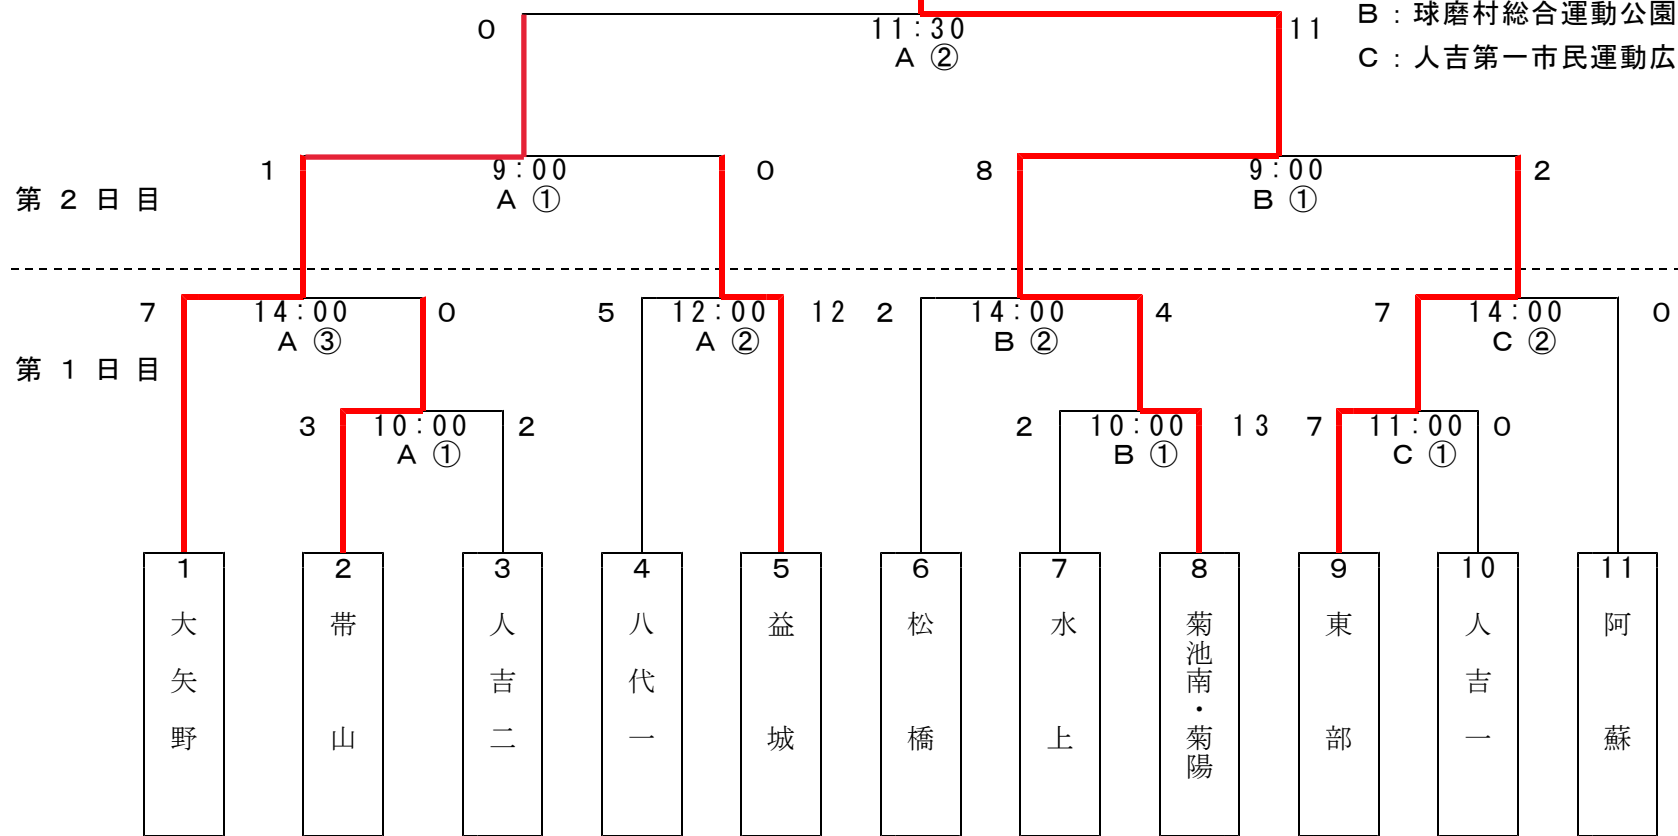 B：球磨村総合運動公園
0 11:30 11
A ② C：人吉第一市民運動広
1 9:00 0 8 9:00 2
第２日目 A ① B ①
7 14:00 0 5 12:00 12 2 14:00 4 7 14:00 0
A ③ A ② B ② C ②
第１日目
3 10:00 2 2 10:00 13 7 11:00 0
A ① B ① C ①
1 2 3 4 5 6 7 8 9 10 11
大矢野
帯山
人吉二
八代一
益城
松橋
水上
菊池南・菊陽
東部
人吉一
阿蘇